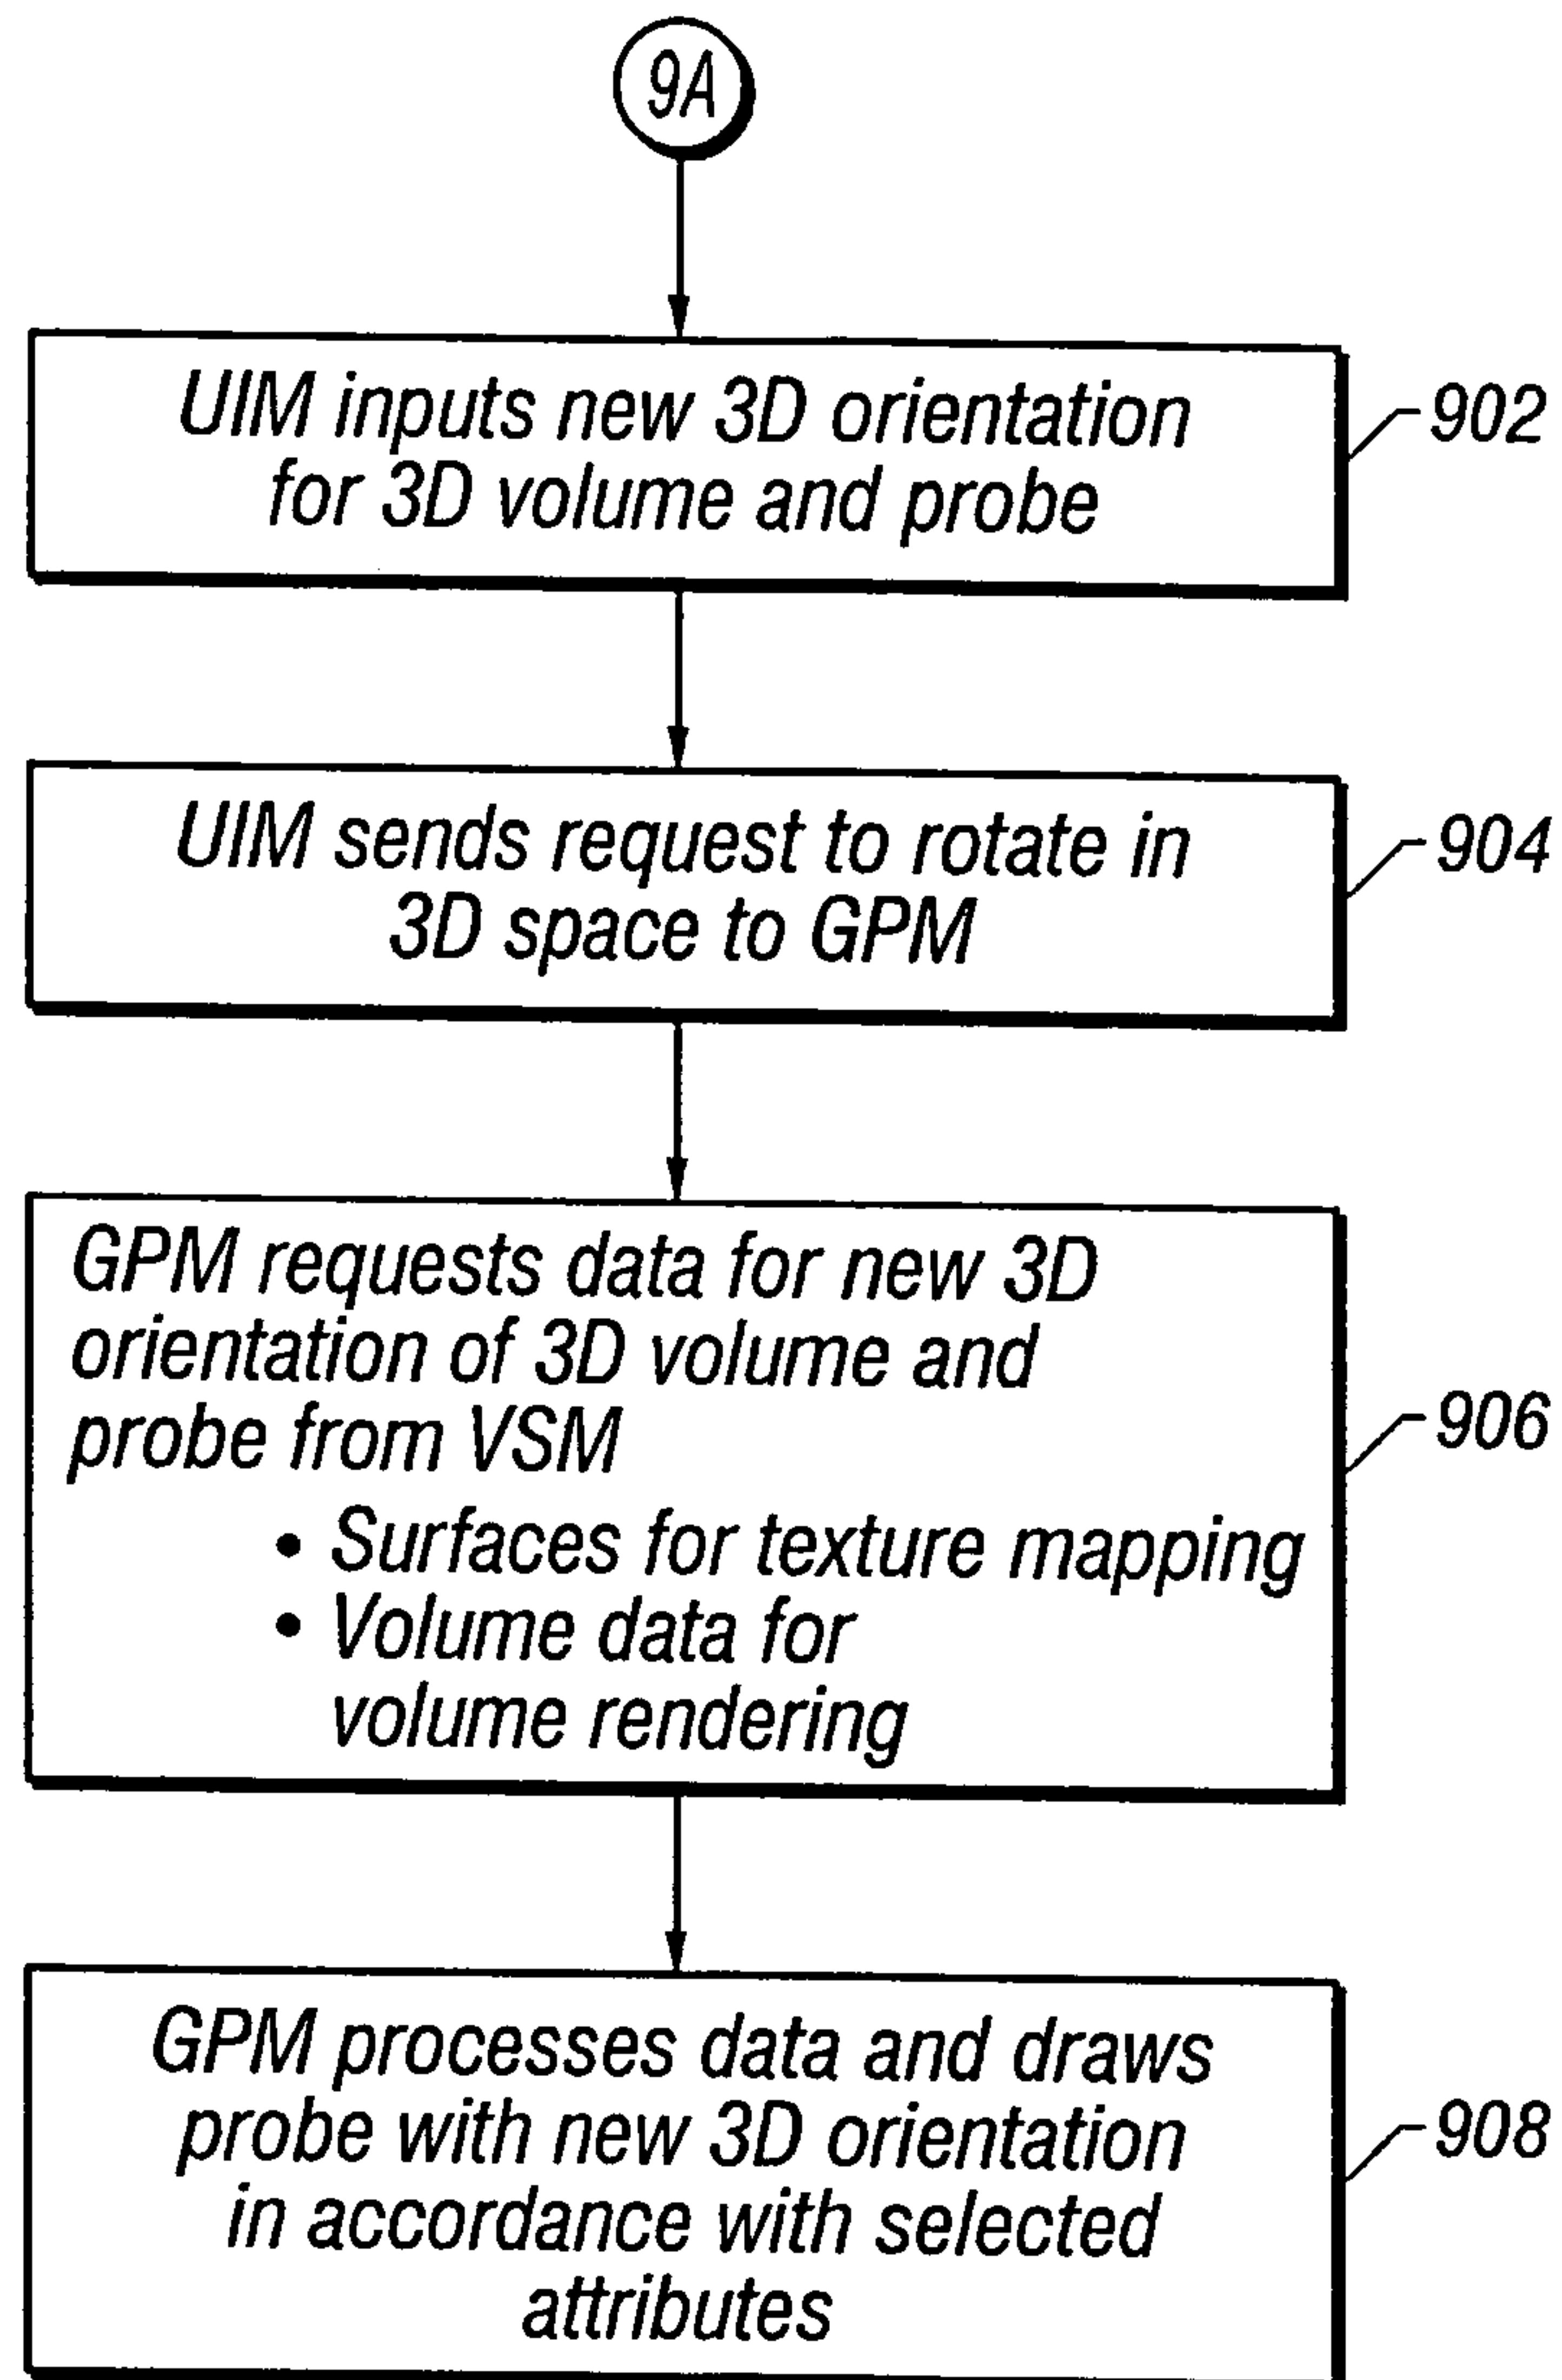 9A
UIM inputs new 3D orientation
for 3D volume and probe
902
UIM sends request to rotate in
3D space to GPM
904
GPM requests data for new 3D
orientation of 3D volume and
probe from VSM
• Surfaces for texture mapping
• Volume data for
volume rendering
906
GPM processes data and draws
probe with new 3D orientation
in accordance with selected
attributes
908